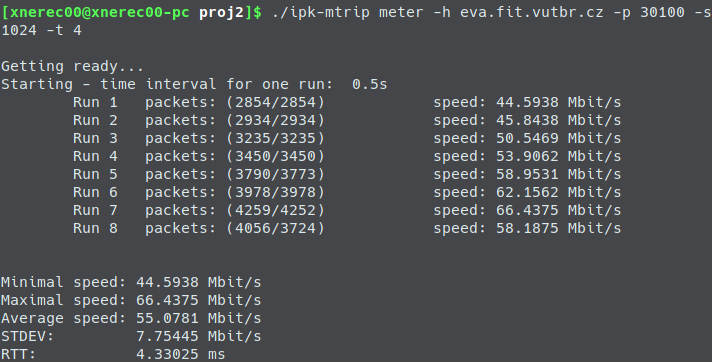 [xnerec00@xnerec00-pc proj2]$ ./ipk-mtrip meter -h eva.fit.vutbr.cz -p 30100 -s
1024 -t 4
Getting ready...
Starting - time interval for one run:  0.5s
Run 1   packets: (2854/2854)   speed: 44.5938 Mbit/s
Run 2   packets: (2934/2934)   speed: 45.8438 Mbit/s
Run 3   packets: (3235/3235)   speed: 50.5469 Mbit/s
Run 4   packets: (3450/3450)   speed: 53.9062 Mbit/s
Run 5   packets: (3790/3773)   speed: 58.9531 Mbit/s
Run 6   packets: (3978/3978)   speed: 62.1562 Mbit/s
Run 7   packets: (4259/4252)   speed: 66.4375 Mbit/s
Run 8   packets: (4056/3724)   speed: 58.1875 Mbit/s
Minimal speed: 44.5938 Mbit/s
Maximal speed: 66.4375 Mbit/s
Average speed: 55.0781 Mbit/s
STDEV:         7.75445 Mbit/s
RTT:           4.33025 ms